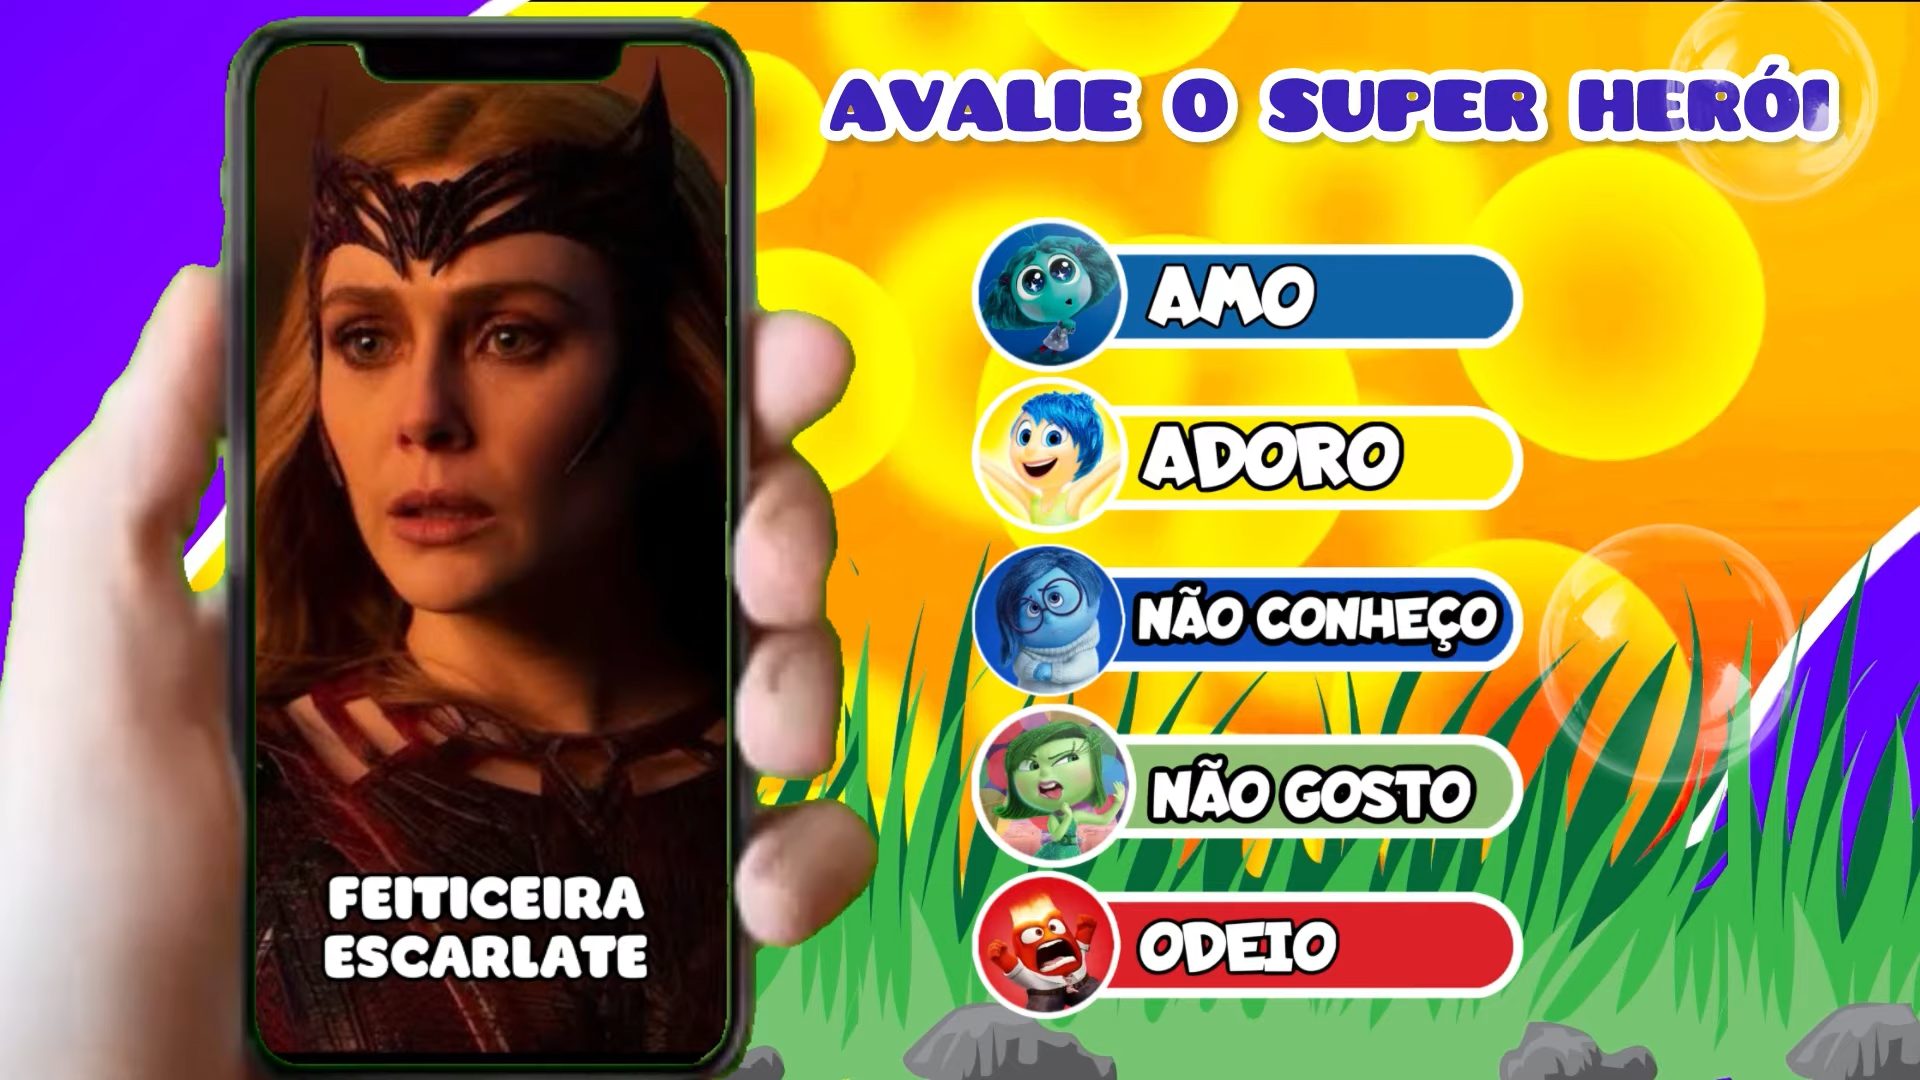 AVALIE O SUPER HERÓI
AMO
ADORO
NÃO CONHEÇO
NÃO GOSTO
ODEIO
FEITICEIRA
ESCARLATE